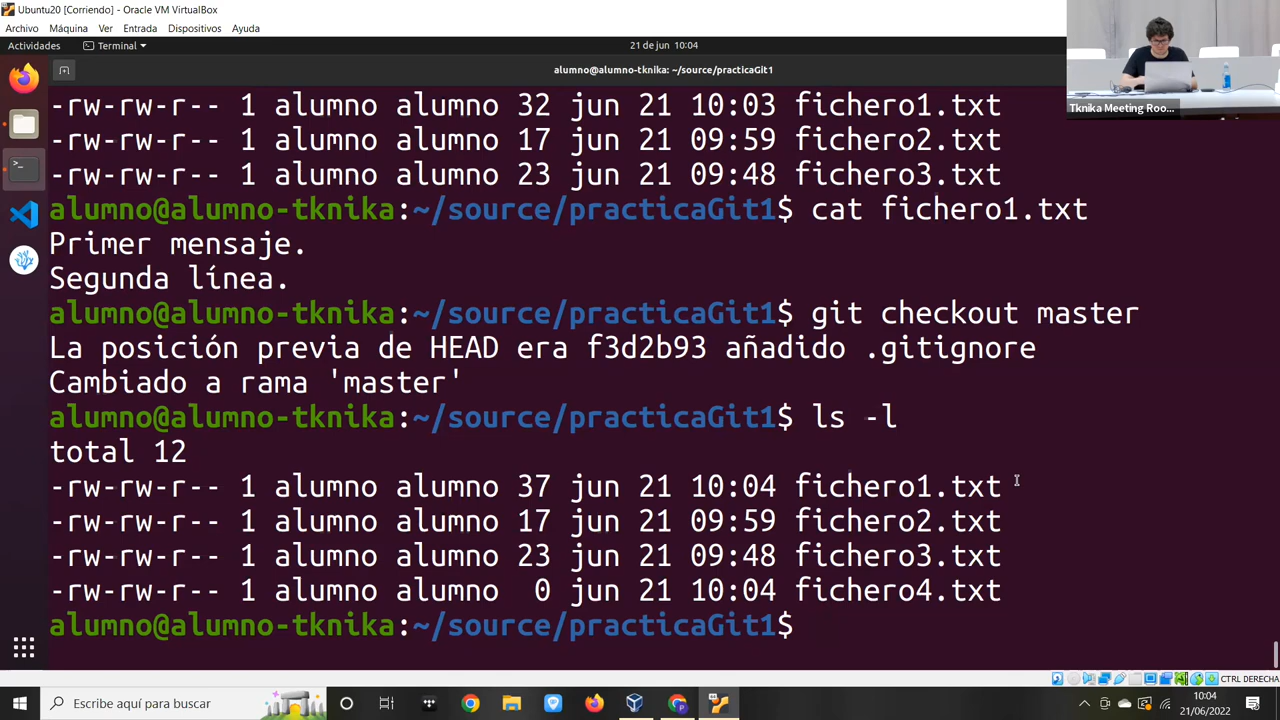 Ubuntu20 [Corriendo] - Oracle VM VirtualBox
Archivo Máquina Ver Entrada Dispositivos Ayuda
Actividades Terminal 21 de jun 10:04
alumno@alumno-tknika: ~/source/practicaGit1
Tknika Meeting Roo...
-rw-rw-r-- 1 alumno alumno 32 jun 21 10:03 fichero1.txt
-rw-rw-r-- 1 alumno alumno 17 jun 21 09:59 fichero2.txt
-rw-rw-r-- 1 alumno alumno 23 jun 21 09:48 fichero3.txt
alumno@alumno-tknika:~/source/practicaGit1$ cat fichero1.txt
Primer mensaje.
Segunda línea.
alumno@alumno-tknika:~/source/practicaGit1$ git checkout master
La posición previa de HEAD era f3d2b93 añadido .gitignore
Cambiado a rama 'master'
alumno@alumno-tknika:~/source/practicaGit1$ ls -l
total 12
-rw-rw-r-- 1 alumno alumno 37 jun 21 10:04 fichero1.txt
-rw-rw-r-- 1 alumno alumno 17 jun 21 09:59 fichero2.txt
-rw-rw-r-- 1 alumno alumno 23 jun 21 09:48 fichero3.txt
-rw-rw-r-- 1 alumno alumno 0 jun 21 10:04 fichero4.txt
alumno@alumno-tknika:~/source/practicaGit1$
CTRL DERECHA
Escribe aquí para buscar
10:04
21/06/2022